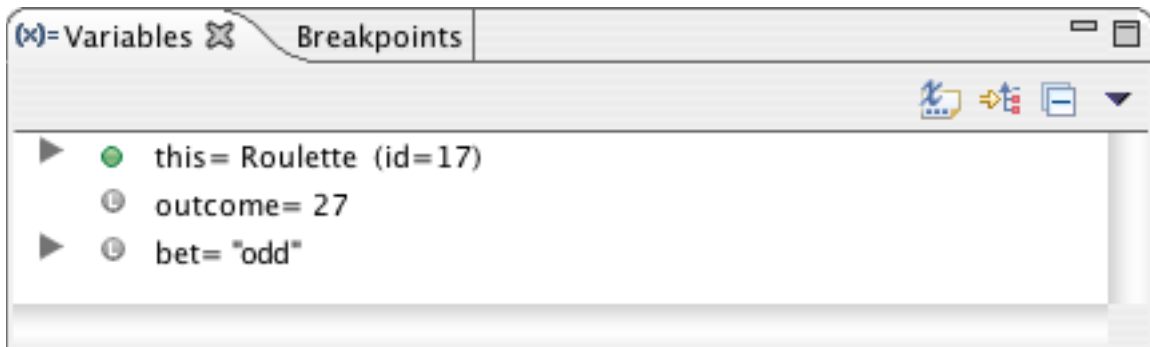 (x)= Variables Breakpoints
this= Roulette (id=17)
outcome= 27
bet= "odd"